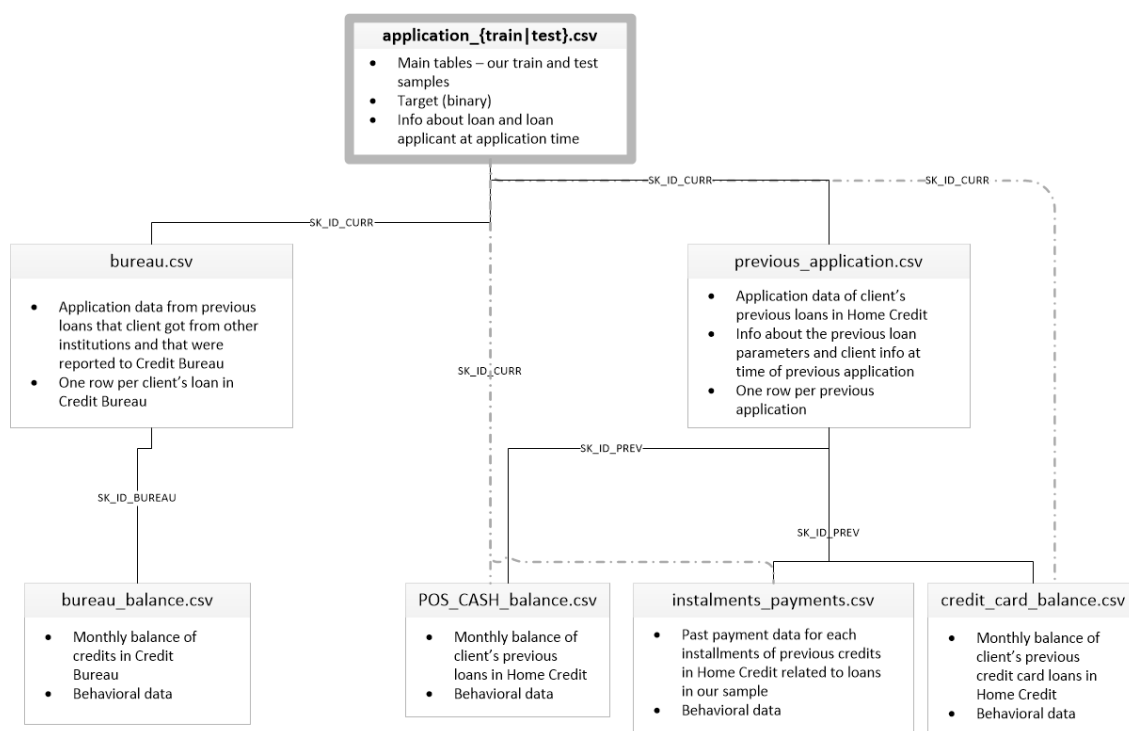 application_{train|test}.csv
• Main tables – our train and test
samples
• Target (binary)
• Info about loan and loan
applicant at application time
SK_ID_CURR
SK_ID_CURR
SK_ID_CURR
bureau.csv
• Application data from previous
loans that client got from other
institutions and that were
reported to Credit Bureau
• One row per client's loan in
Credit Bureau
SK_ID_CURR
previous_application.csv
• Application data of client's
previous loans in Home Credit
• Info about the previous loan
parameters and client info at
time of previous application
• One row per previous
application
SK_ID_PREV
SK_ID_BUREAU
SK_ID_PREV
bureau_balance.csv
• Monthly balance of
credits in Credit
Bureau
• Behavioral data
POS_CASH_balance.csv
• Monthly balance of
client's previous
loans in Home Credit
• Behavioral data
instalments_payments.csv
• Past payment data for each
installments of previous credits
in Home Credit related to loans
in our sample
• Behavioral data
credit_card_balance.csv
• Monthly balance of
client's previous
credit card loans in
Home Credit
• Behavioral data